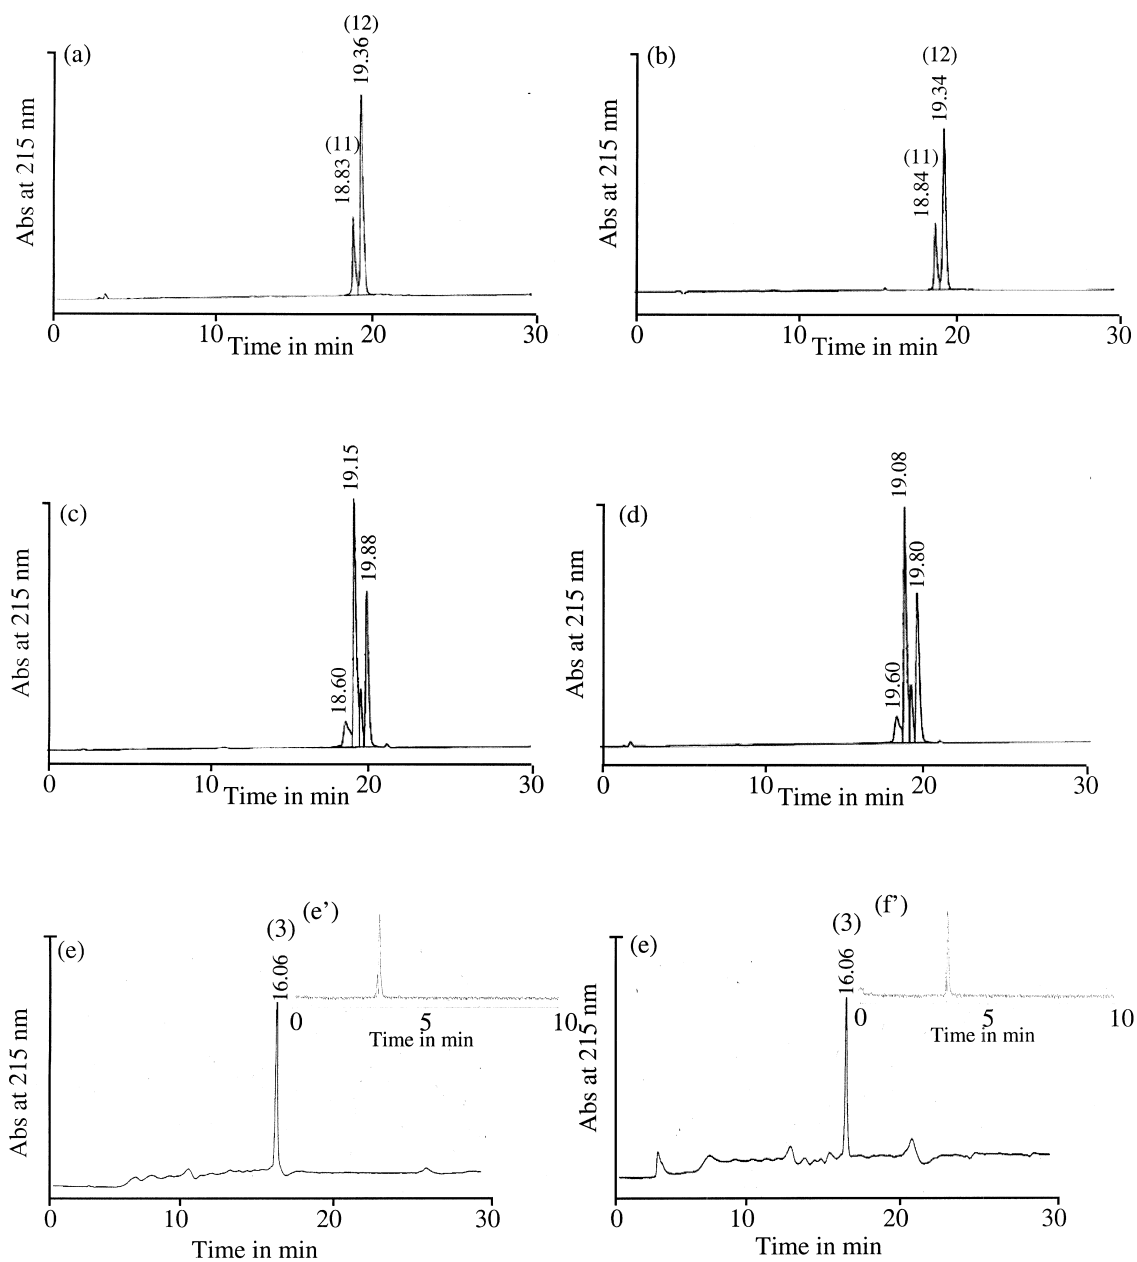 (a)
(12)
19.36
(11)
18.83
Abs at 215 nm
0
10
20
30
Time in min
(b)
(12)
19.34
(11)
18.84
Abs at 215 nm
0
10
20
30
Time in min
(c)
19.15
19.88
18.60
Abs at 215 nm
0
10
20
30
Time in min
(d)
19.08
19.80
19.60
Abs at 215 nm
0
10
20
30
Time in min
(e)
(3)
16.06
Abs at 215 nm
0
10
20
30
Time in min
(e’)
0
5
10
Time in min
(e)
(3)
16.06
Abs at 215 nm
0
10
20
30
Time in min
(f’)
0
5
10
Time in min